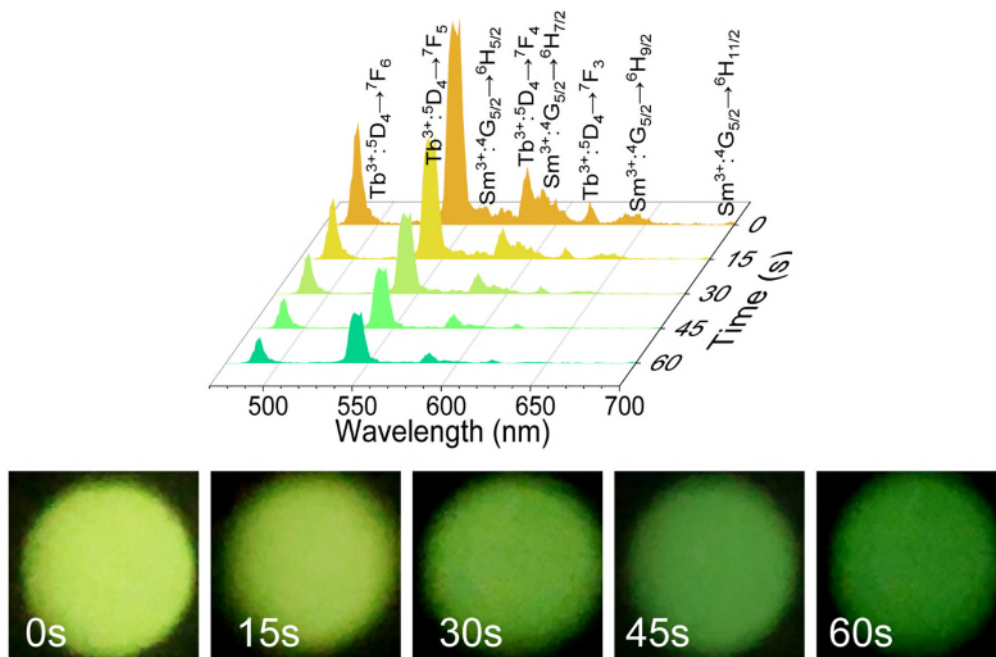 Tb³⁺:⁵D₄→⁷F₆
Tb³⁺:⁵D₄→⁷F₅
Sm³⁺:⁴G₅/₂→⁶H₅/₂
Tb³⁺:⁵D₄→⁷F₄
Sm³⁺:⁴G₅/₂→⁶H₇/₂
Tb³⁺:⁵D₄→⁷F₃
Sm³⁺:⁴G₅/₂→⁶H₉/₂
Sm³⁺:⁴G₅/₂→⁶H₁₁/₂
0
15
30
45
60
Time (s)
500 550 600 650 700
Wavelength (nm)
0s 15s 30s 45s 60s